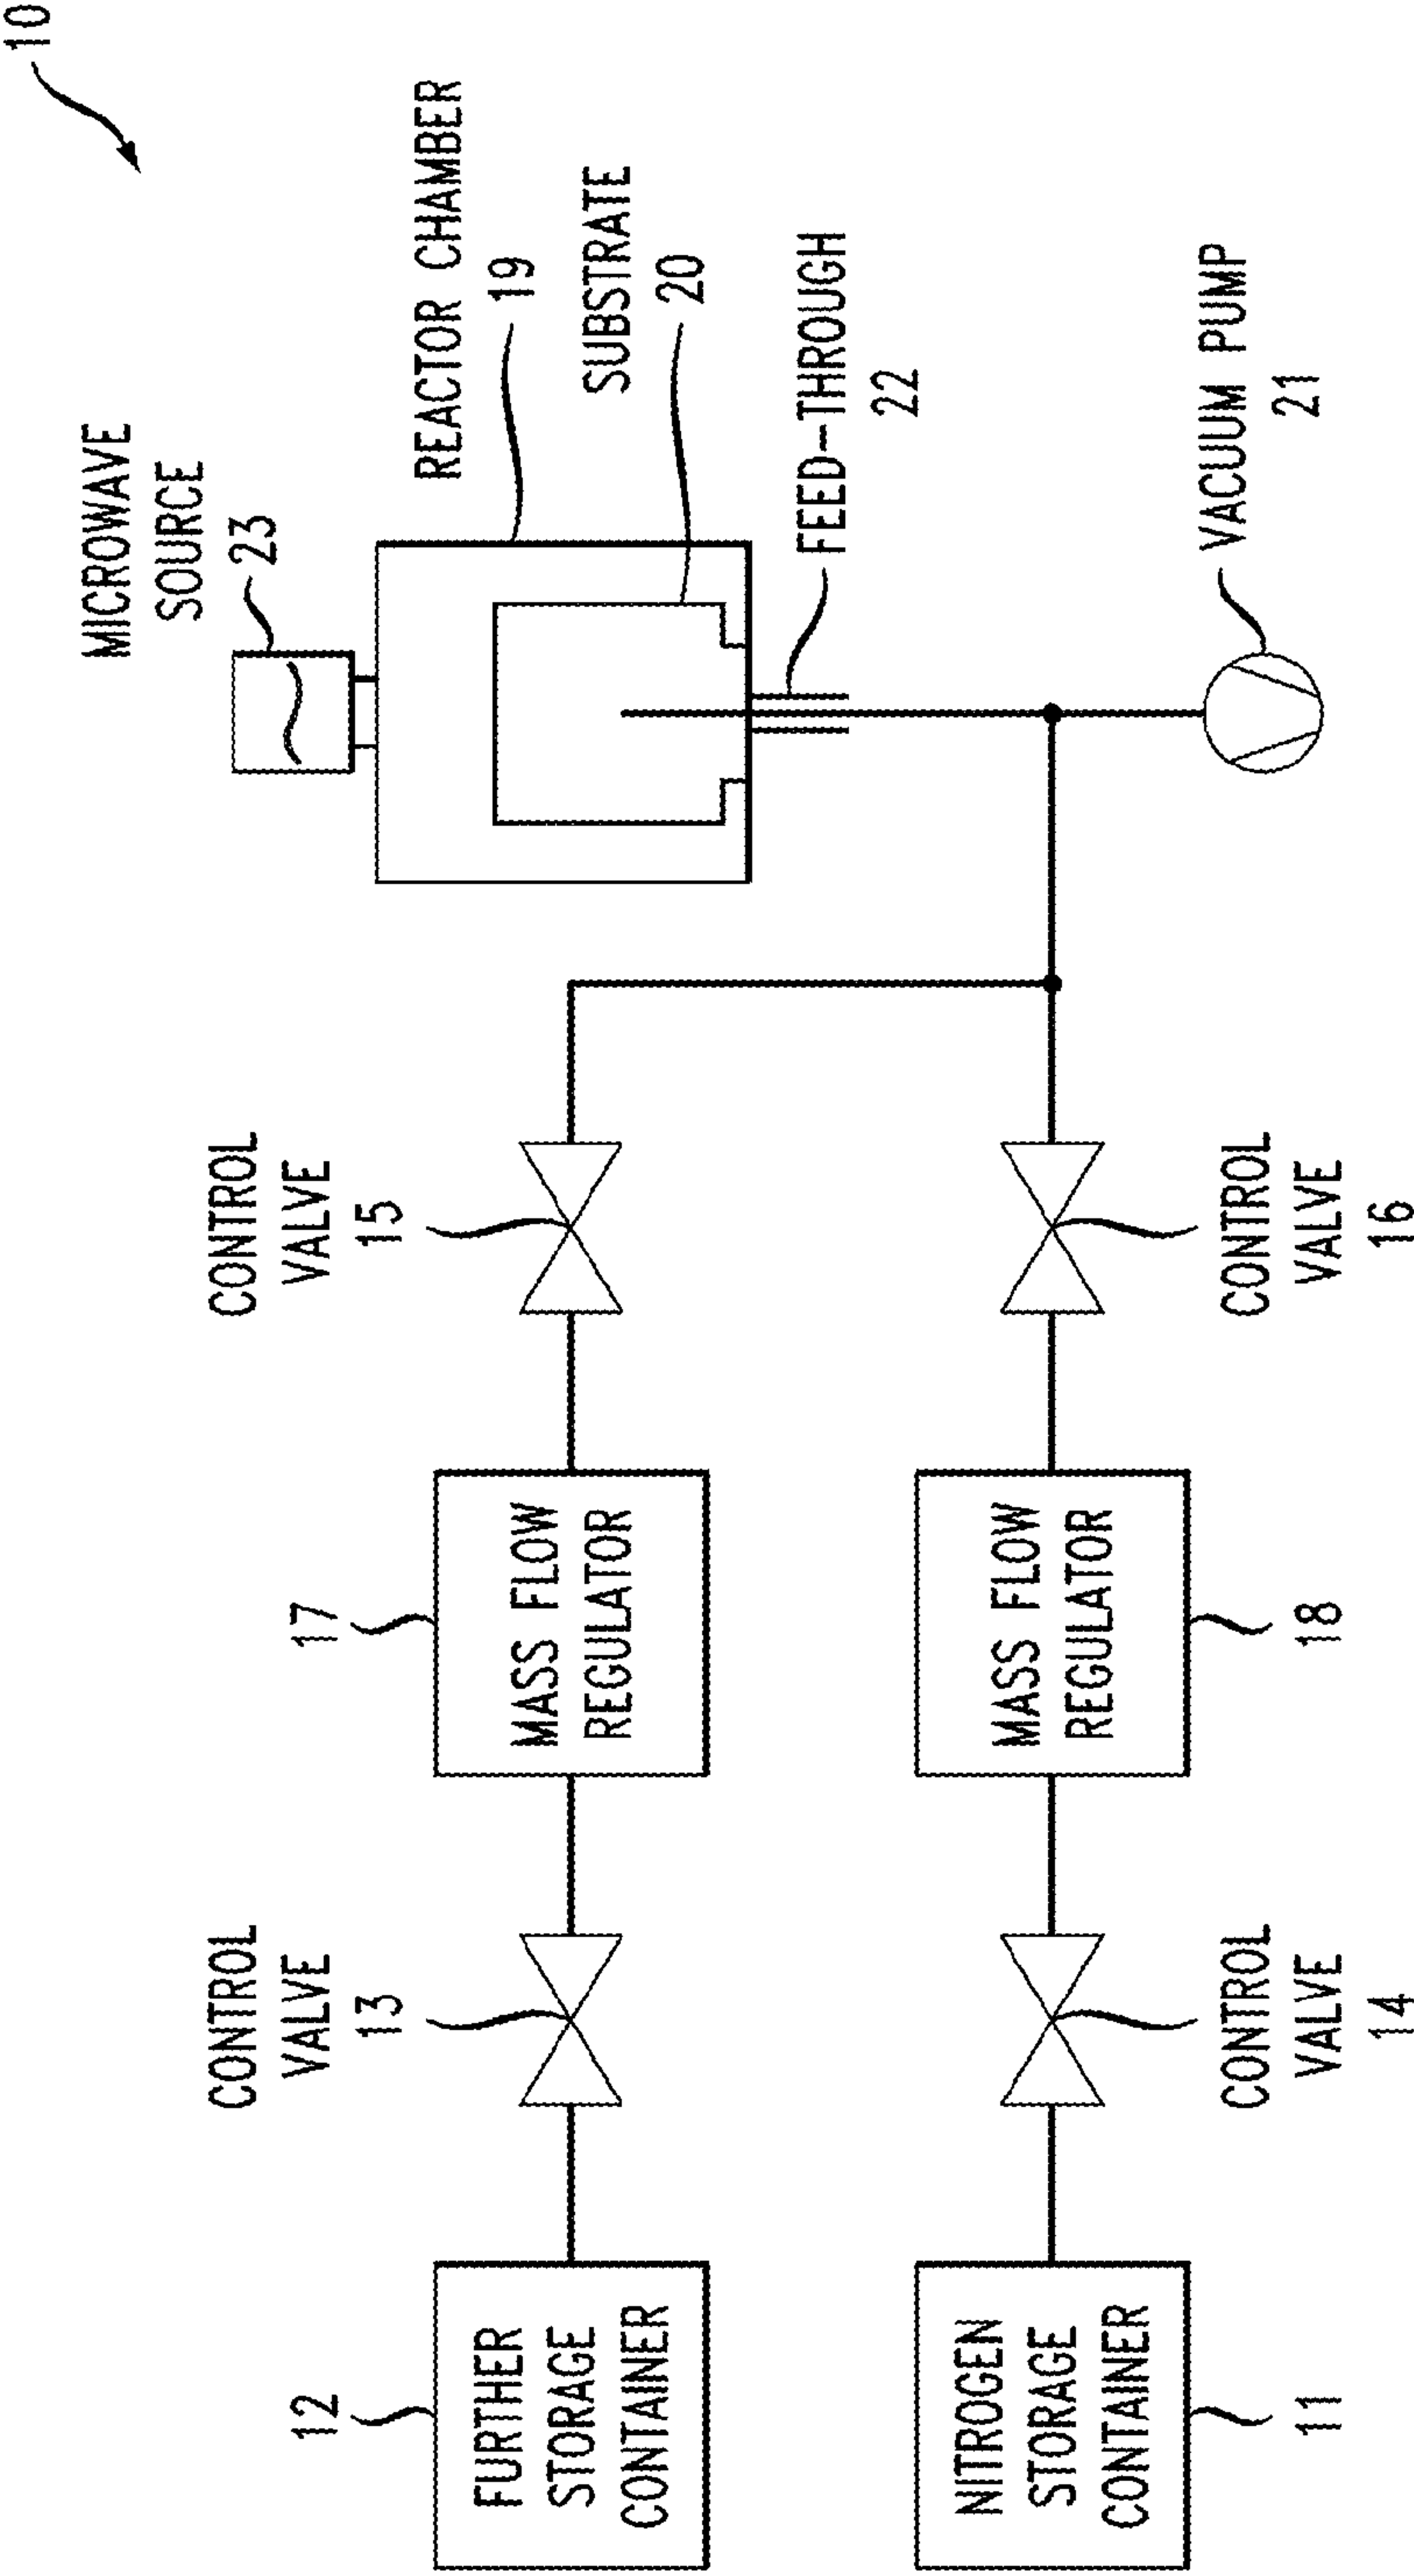 10
MICROWAVE
SOURCE
23
REACTOR CHAMBER
19
SUBSTRATE
20
FEED-THROUGH
22
VACUUM PUMP
21
CONTROL
VALVE
15
CONTROL
VALVE
16
17
MASS FLOW
REGULATOR
MASS FLOW
REGULATOR
18
CONTROL
VALVE
13
CONTROL
VALVE
14
12
FURTHER
STORAGE
CONTAINER
NITROGEN
STORAGE
CONTAINER
11